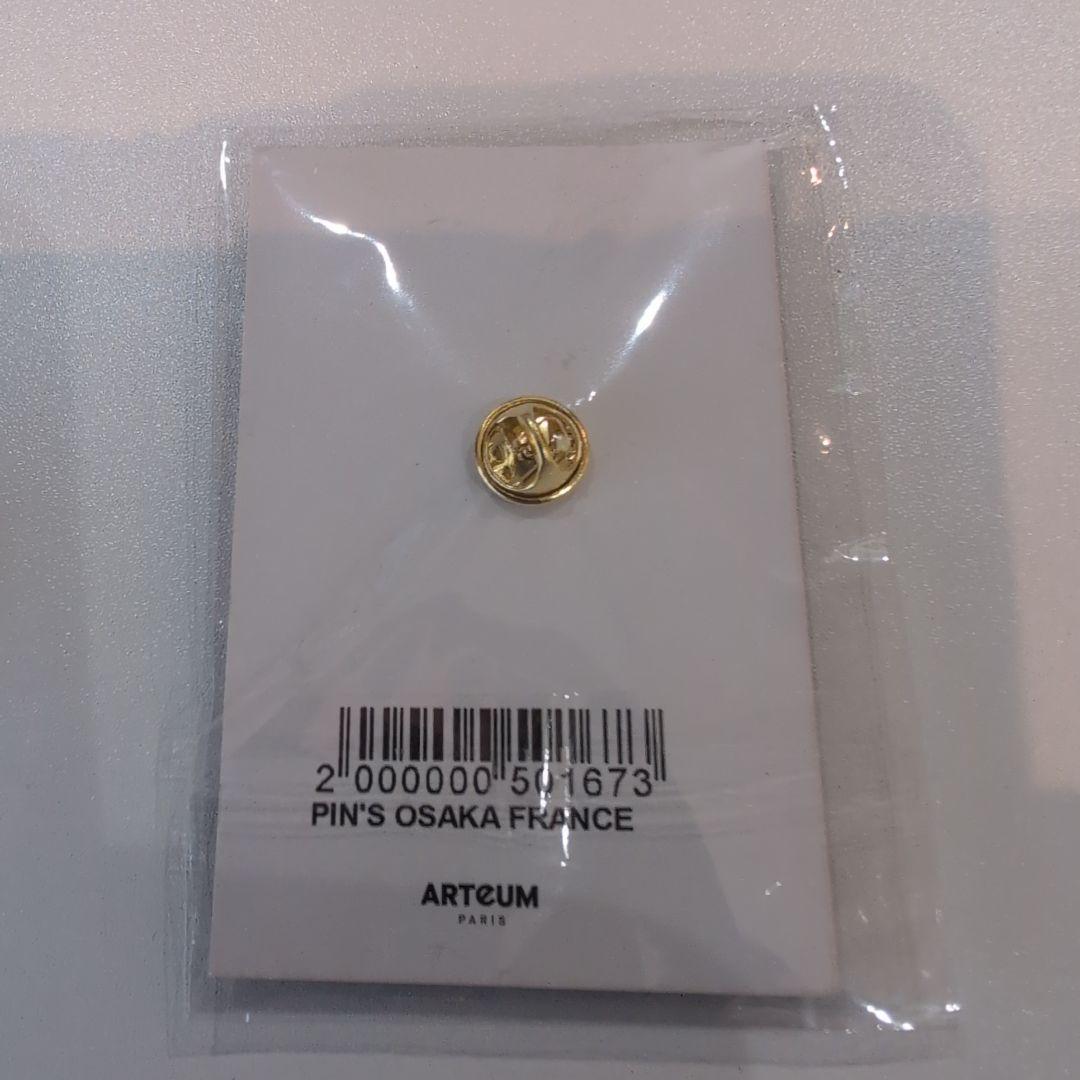 2 000000 501673
PIN'S OSAKA FRANCE
ARTeUM
PARIS